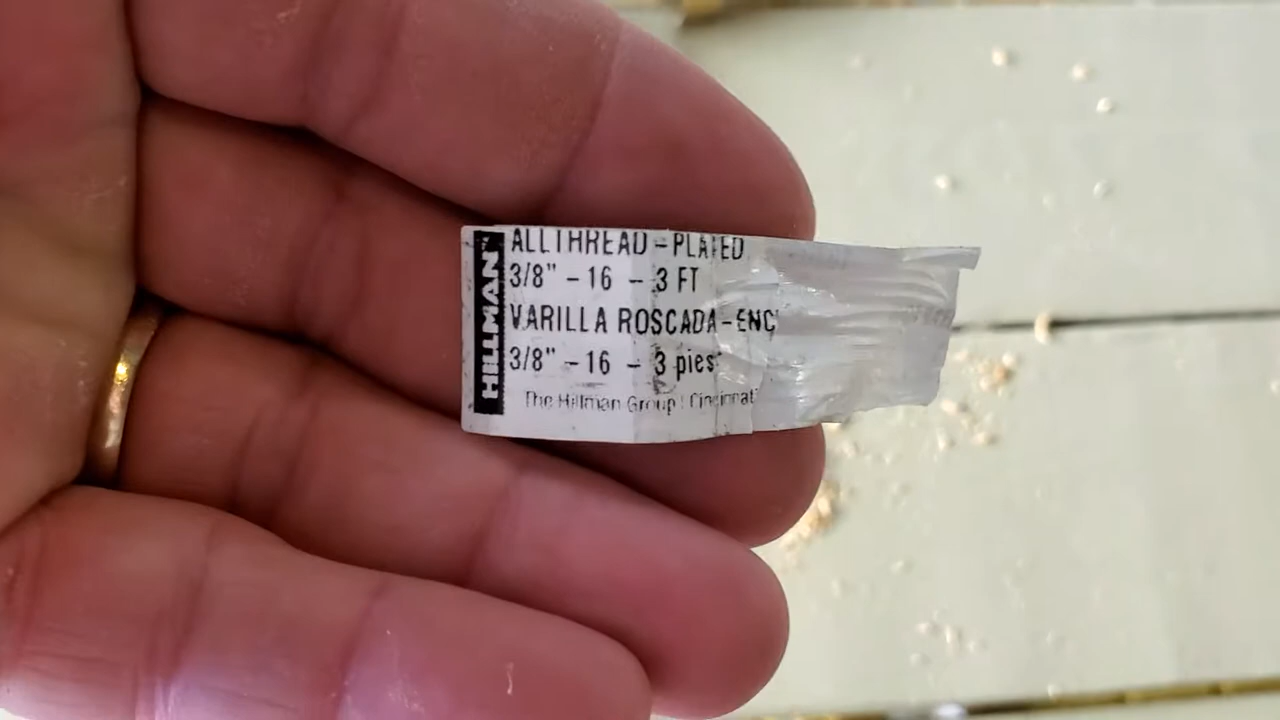 HILLMAN
ALLTHREAD - PLATED
3/8" - 16 - 3 FT
VARILLA ROSCADA - ENC
3/8" - 16 - 3 pies
The Hillman Group | Cincinnati